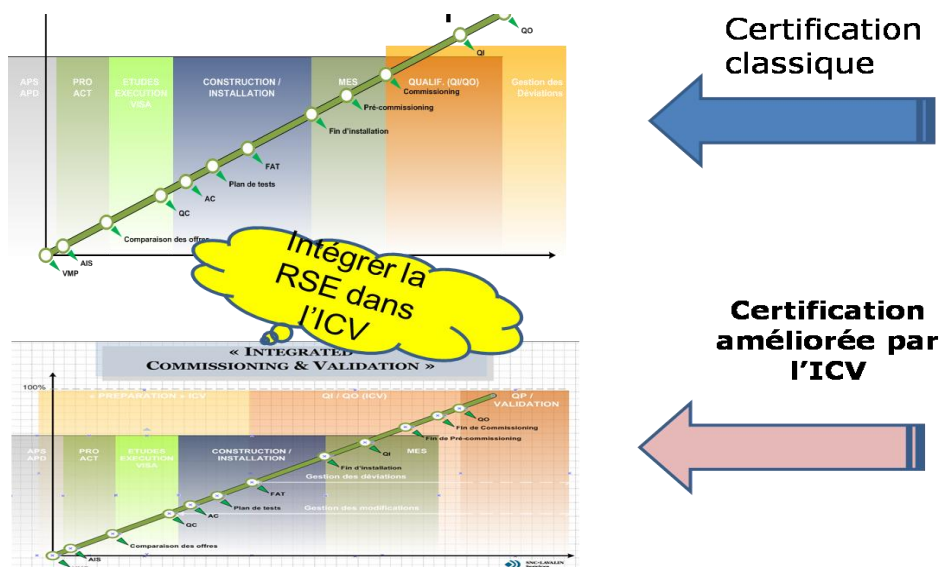 Certification
classique
QO
QI
APS
APD
PRO
ACT
ETUDES
EXECUTION
VISA
CONSTRUCTION /
INSTALLATION
MES
QUALIF. (QI/QO)
Gestion des
Déviations
Commissioning
Pré-commissioning
Fin d'installation
FAT
Plan de tests
AC
QC
Comparaison des offres
AIS
VMP
Intégrer la
RSE dans
l'ICV
Certification
améliorée par
l'ICV
« INTEGRATED
COMMISSIONING & VALIDATION »
100%
« PREPARATION » ICV
QI / QO (ICV)
QP /
VALIDATION
QO
Fin de Commissioning
Fin de Pré-commissioning
QI
APS
APD
PRO
ACT
ETUDES
EXECUTION
VISA
CONSTRUCTION /
INSTALLATION
MES
Fin d'installation
Gestion des déviations
FAT
Plan de tests
AC
Gestion des modifications
QC
Comparaison des offres
AIS
SNC-LAVALIN